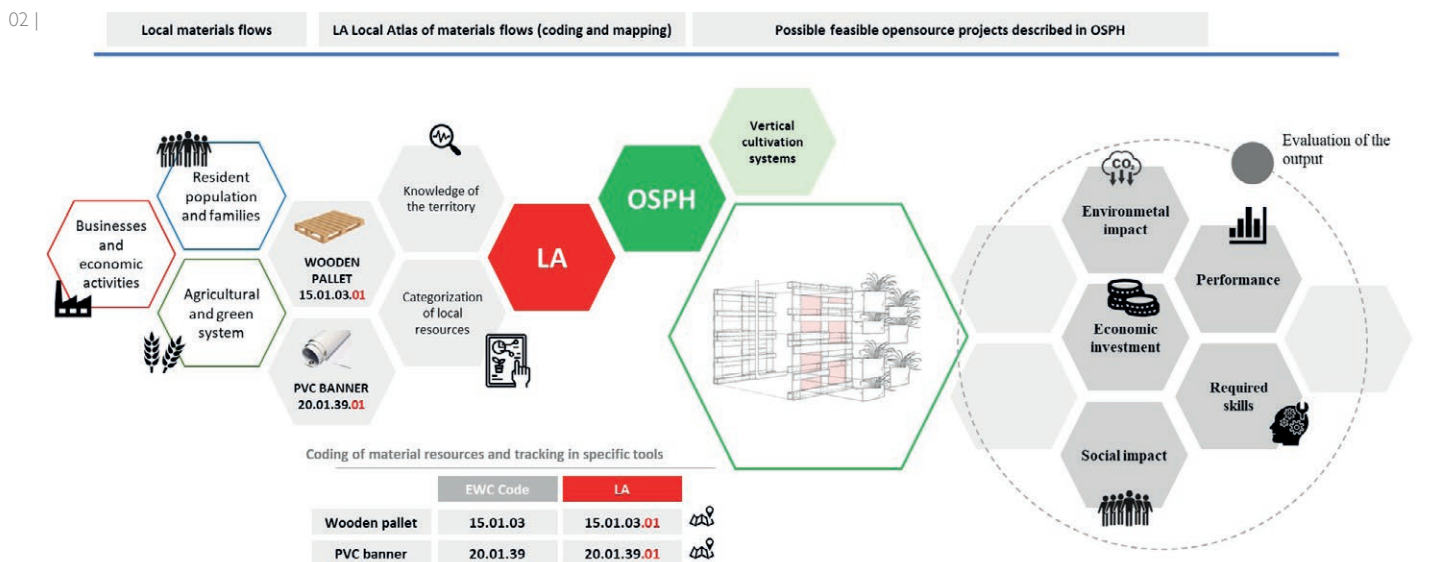 02 |
Local materials flows
LA Local Atlas of materials flows (coding and mapping)
Possible feasible opensource projects described in OSPH
Businesses
and
economic
activities
Resident
population
and families
Agricultural
and green
system
WOODEN
PALLET
15.01.03.01
PVC BANNER
20.01.39.01
Knowledge of
the territory
Categorization
of local
resources
LA
OSPH
Vertical
cultivation
systems
Evaluation of the
output
CO2
Environmetal
impact
Performance
Economic
investment
Required
skills
Social impact
Coding of material resources and tracking in specific tools
EWC Code
LA
Wooden pallet
15.01.03
15.01.03.01
PVC banner
20.01.39
20.01.39.01